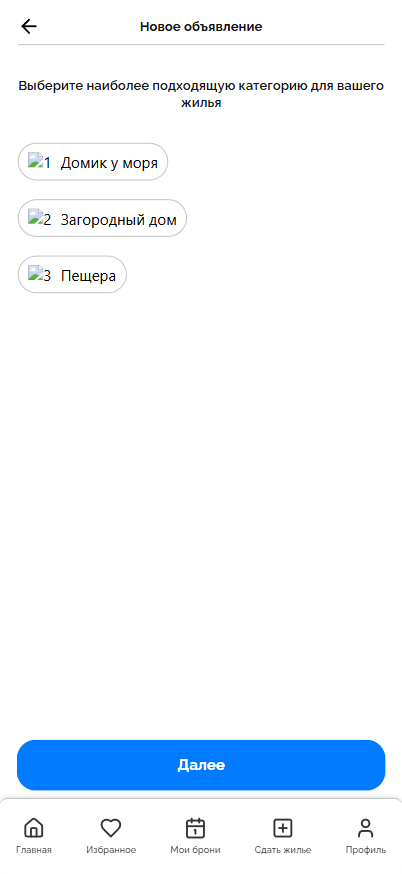 Новое объявление
Выберите наиболее подходящую категорию для вашего
жилья
1 Домик у моря
2 Загородный дом
3 Пещера
Далее
1
Главная Избранное Мои брони Сдать жилье Профиль